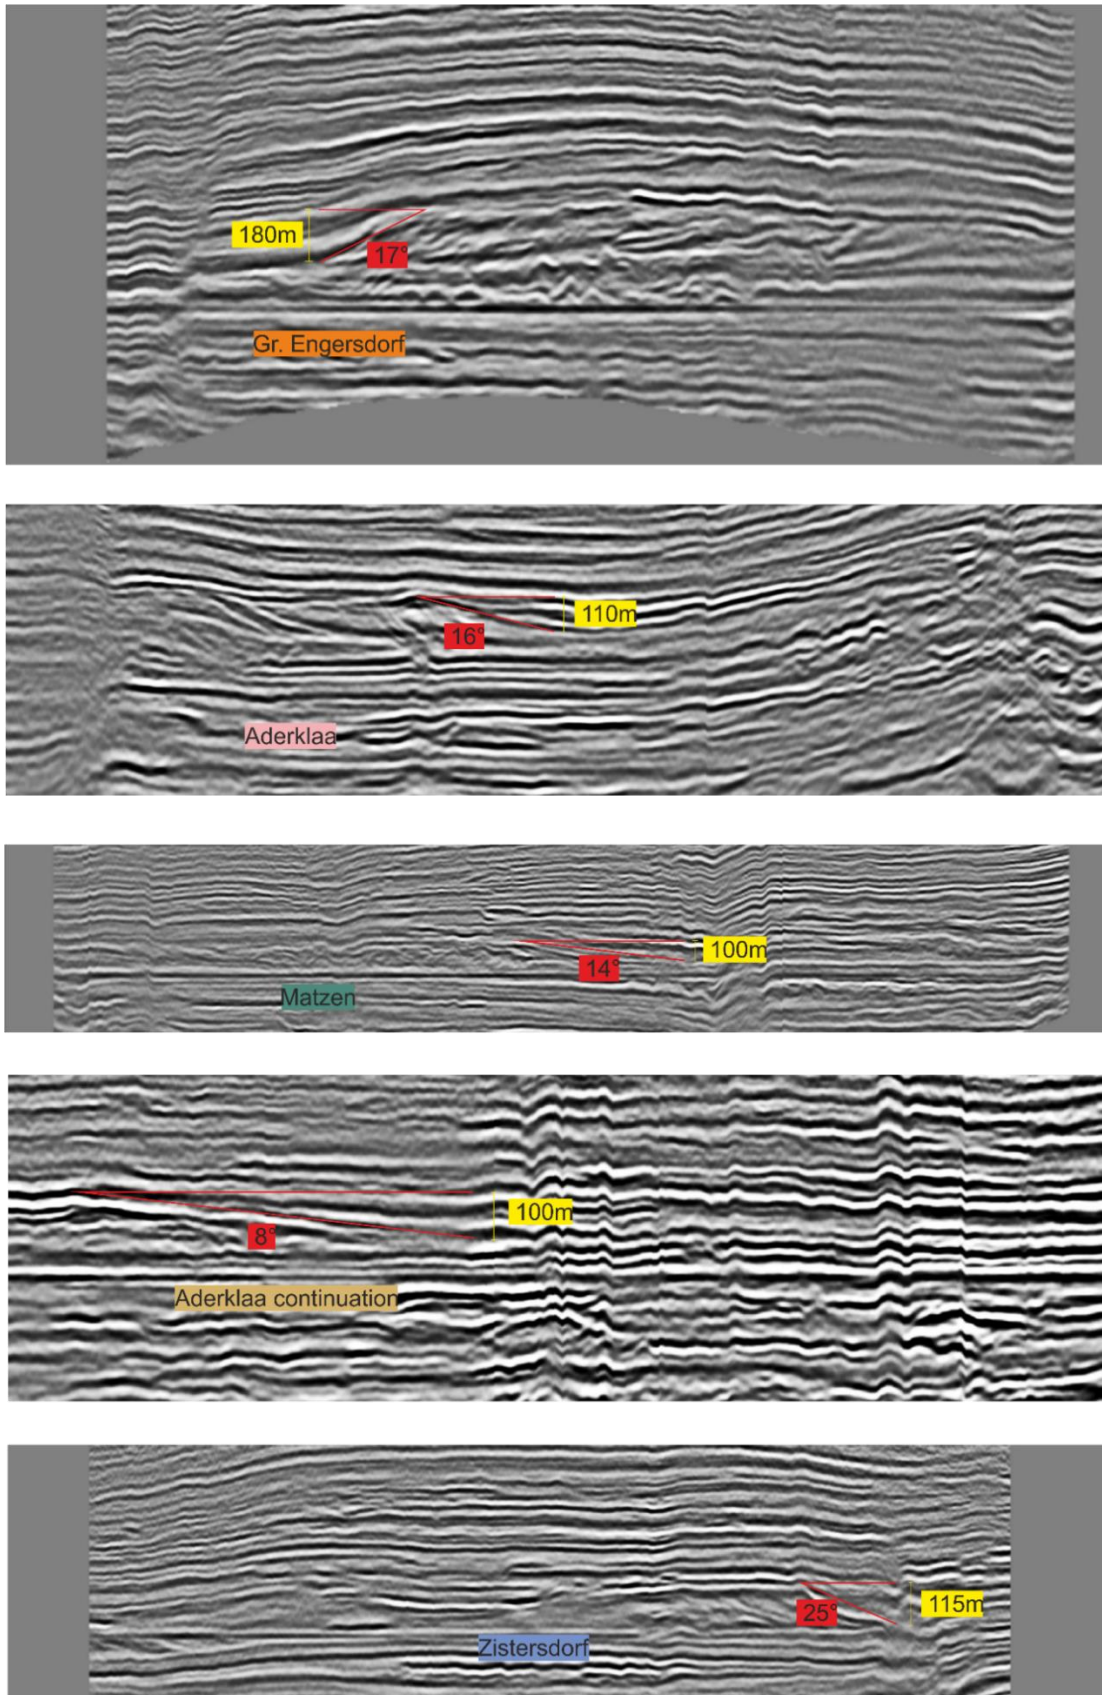 180m
17°
Gr. Engersdorf
110m
16°
Aderklaa
100m
14°
Matzen
100m
8°
Aderklaa continuation
115m
25°
Zistersdorf